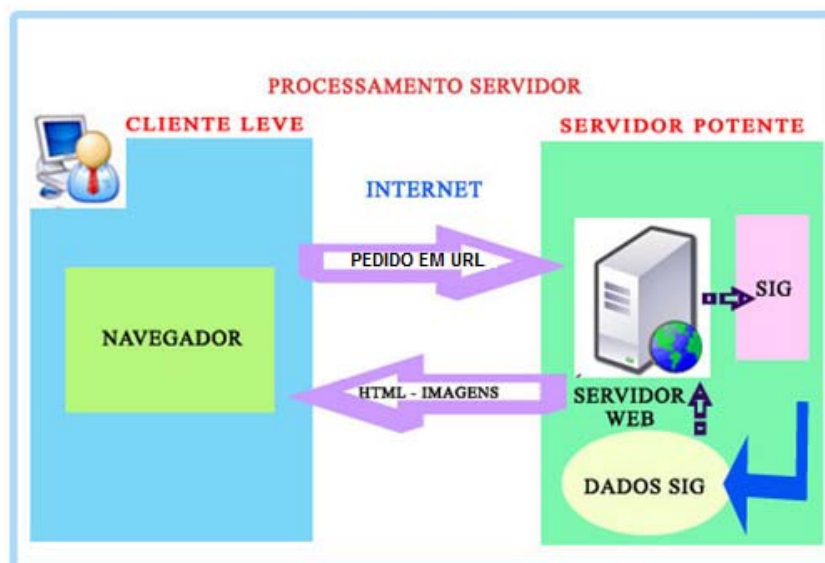 PROCESSAMENTO SERVIDOR
CLIENTE LEVE
SERVIDOR POTENTE
INTERNET
PEDIDO EM URL
SIG
NAVEGADOR
HTML - IMAGENS
SERVIDOR
WEB
DADOS SIG